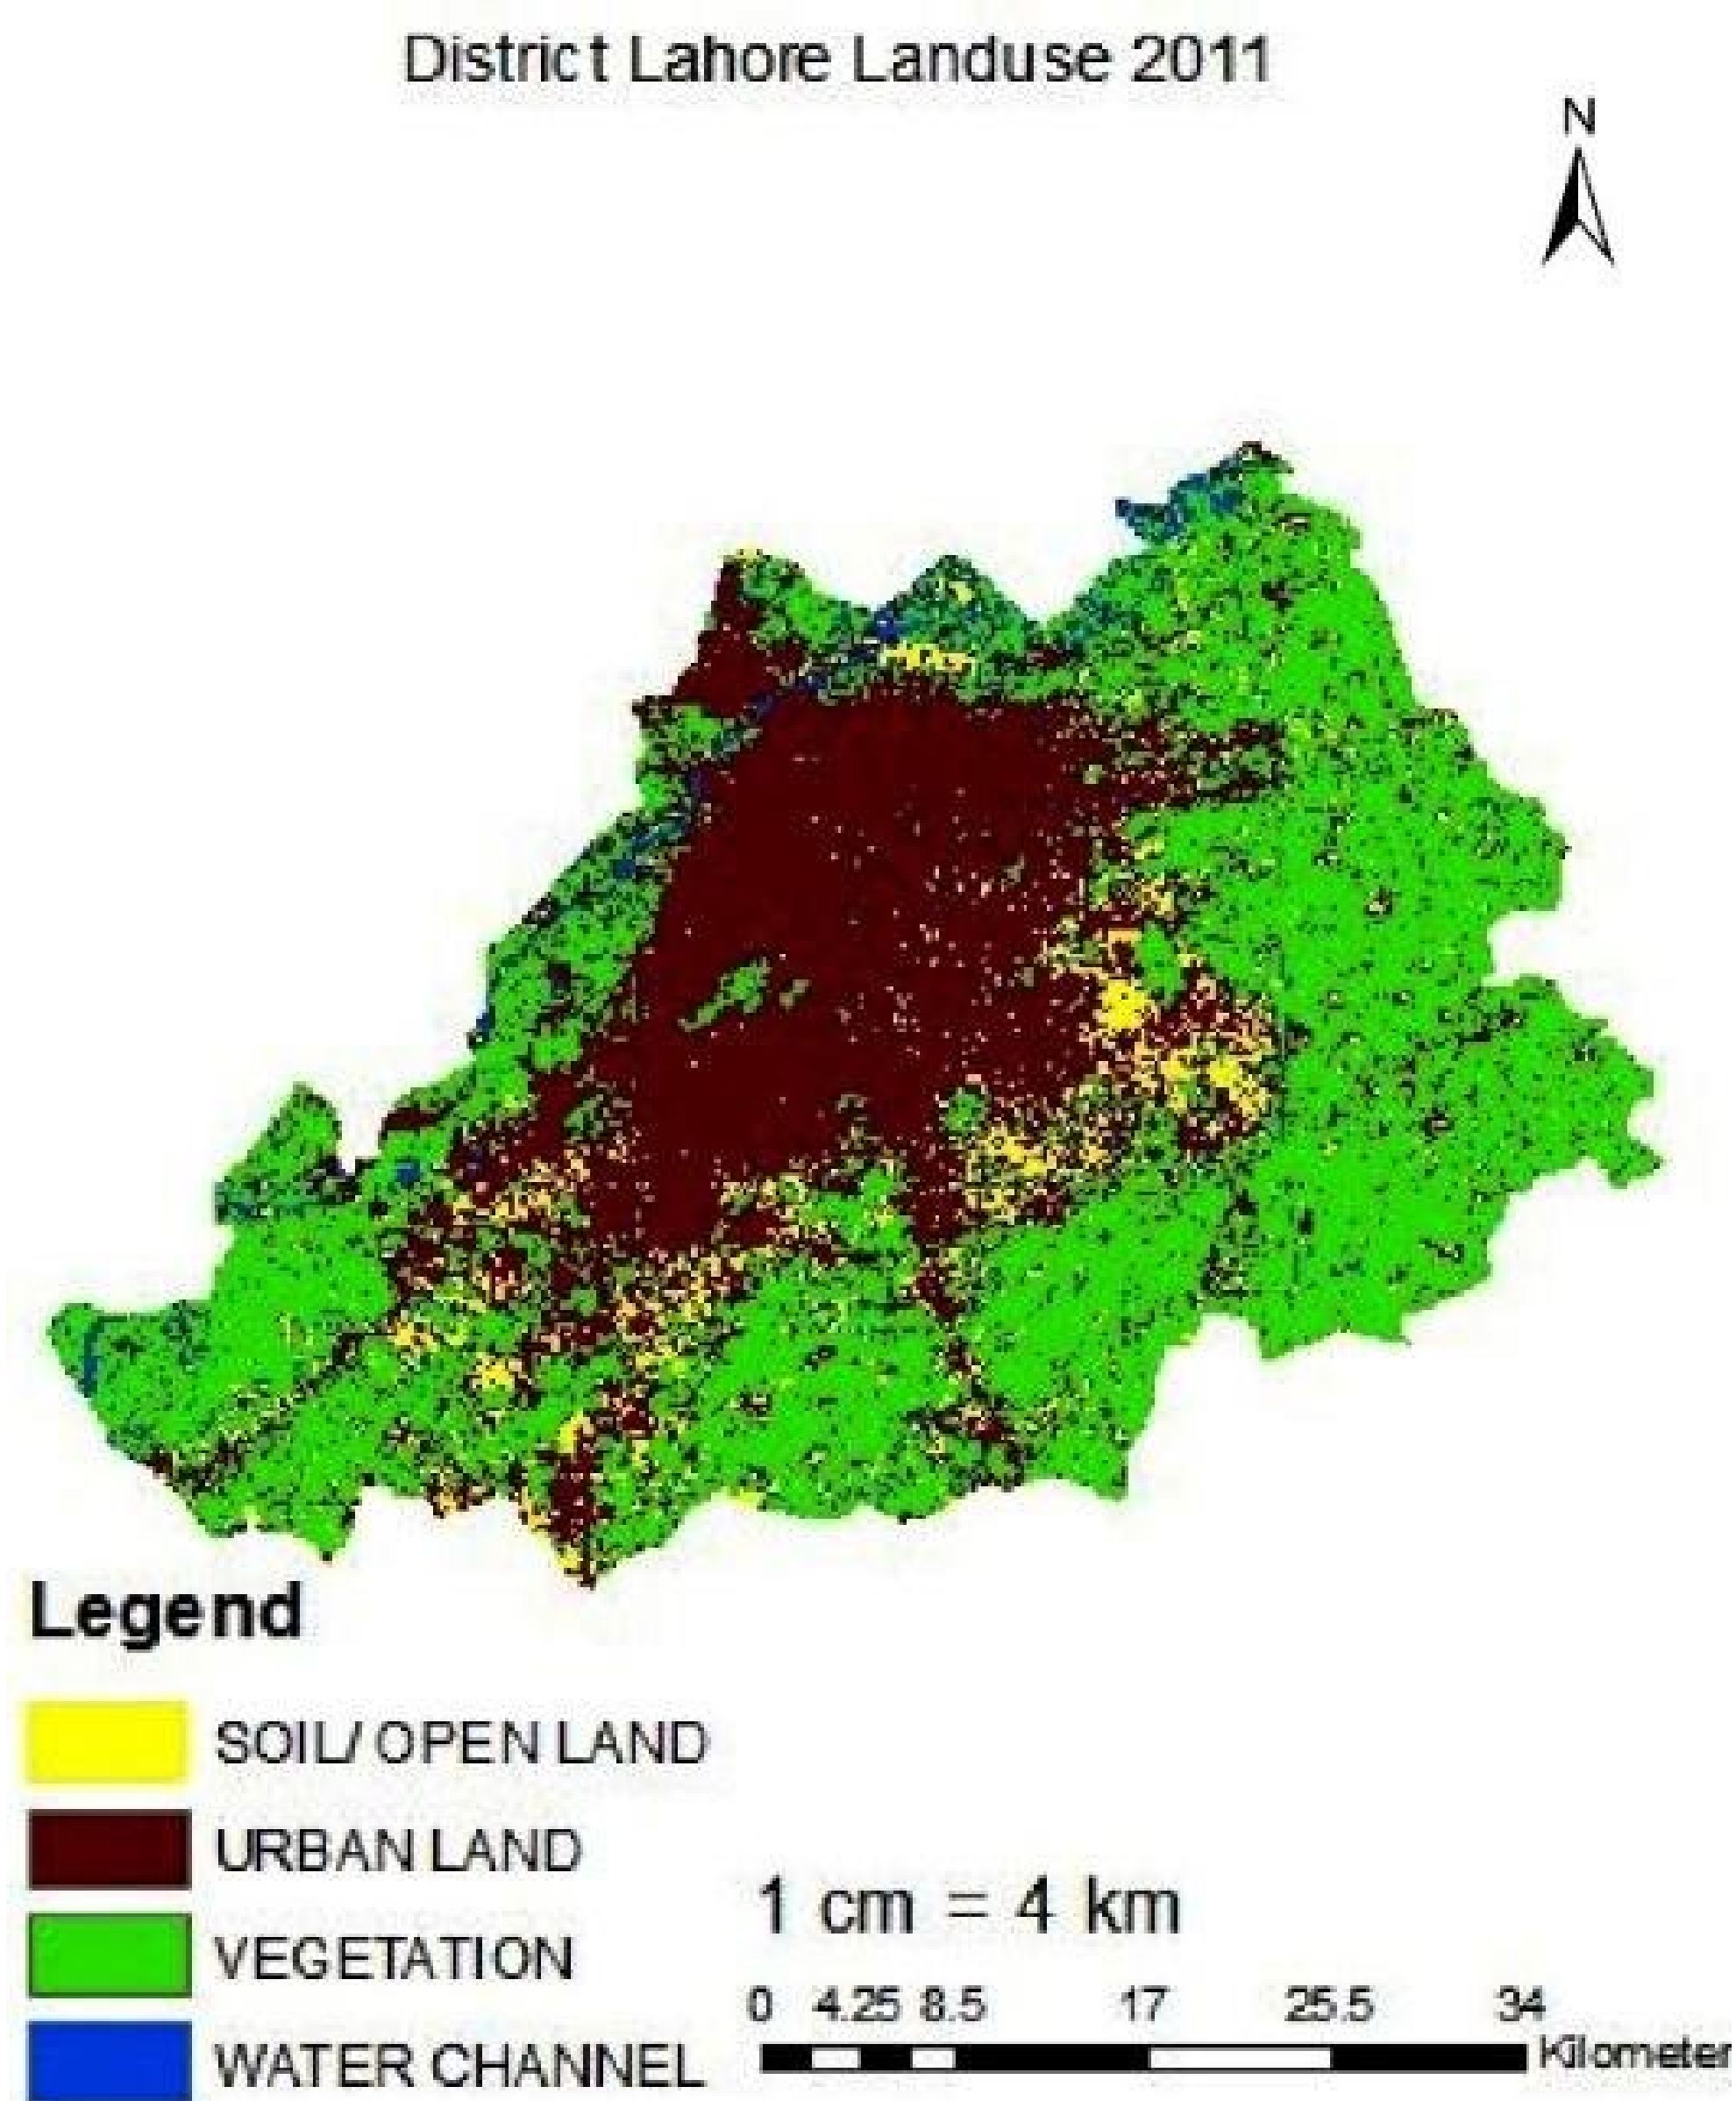 District Lahore Landuse 2011
N
Legend
SOIL/ OPEN LAND
URBAN LAND
VEGETATION
WATER CHANNEL
1 cm = 4 km
0 4.25 8.5 17 25.5 34
Kilometer